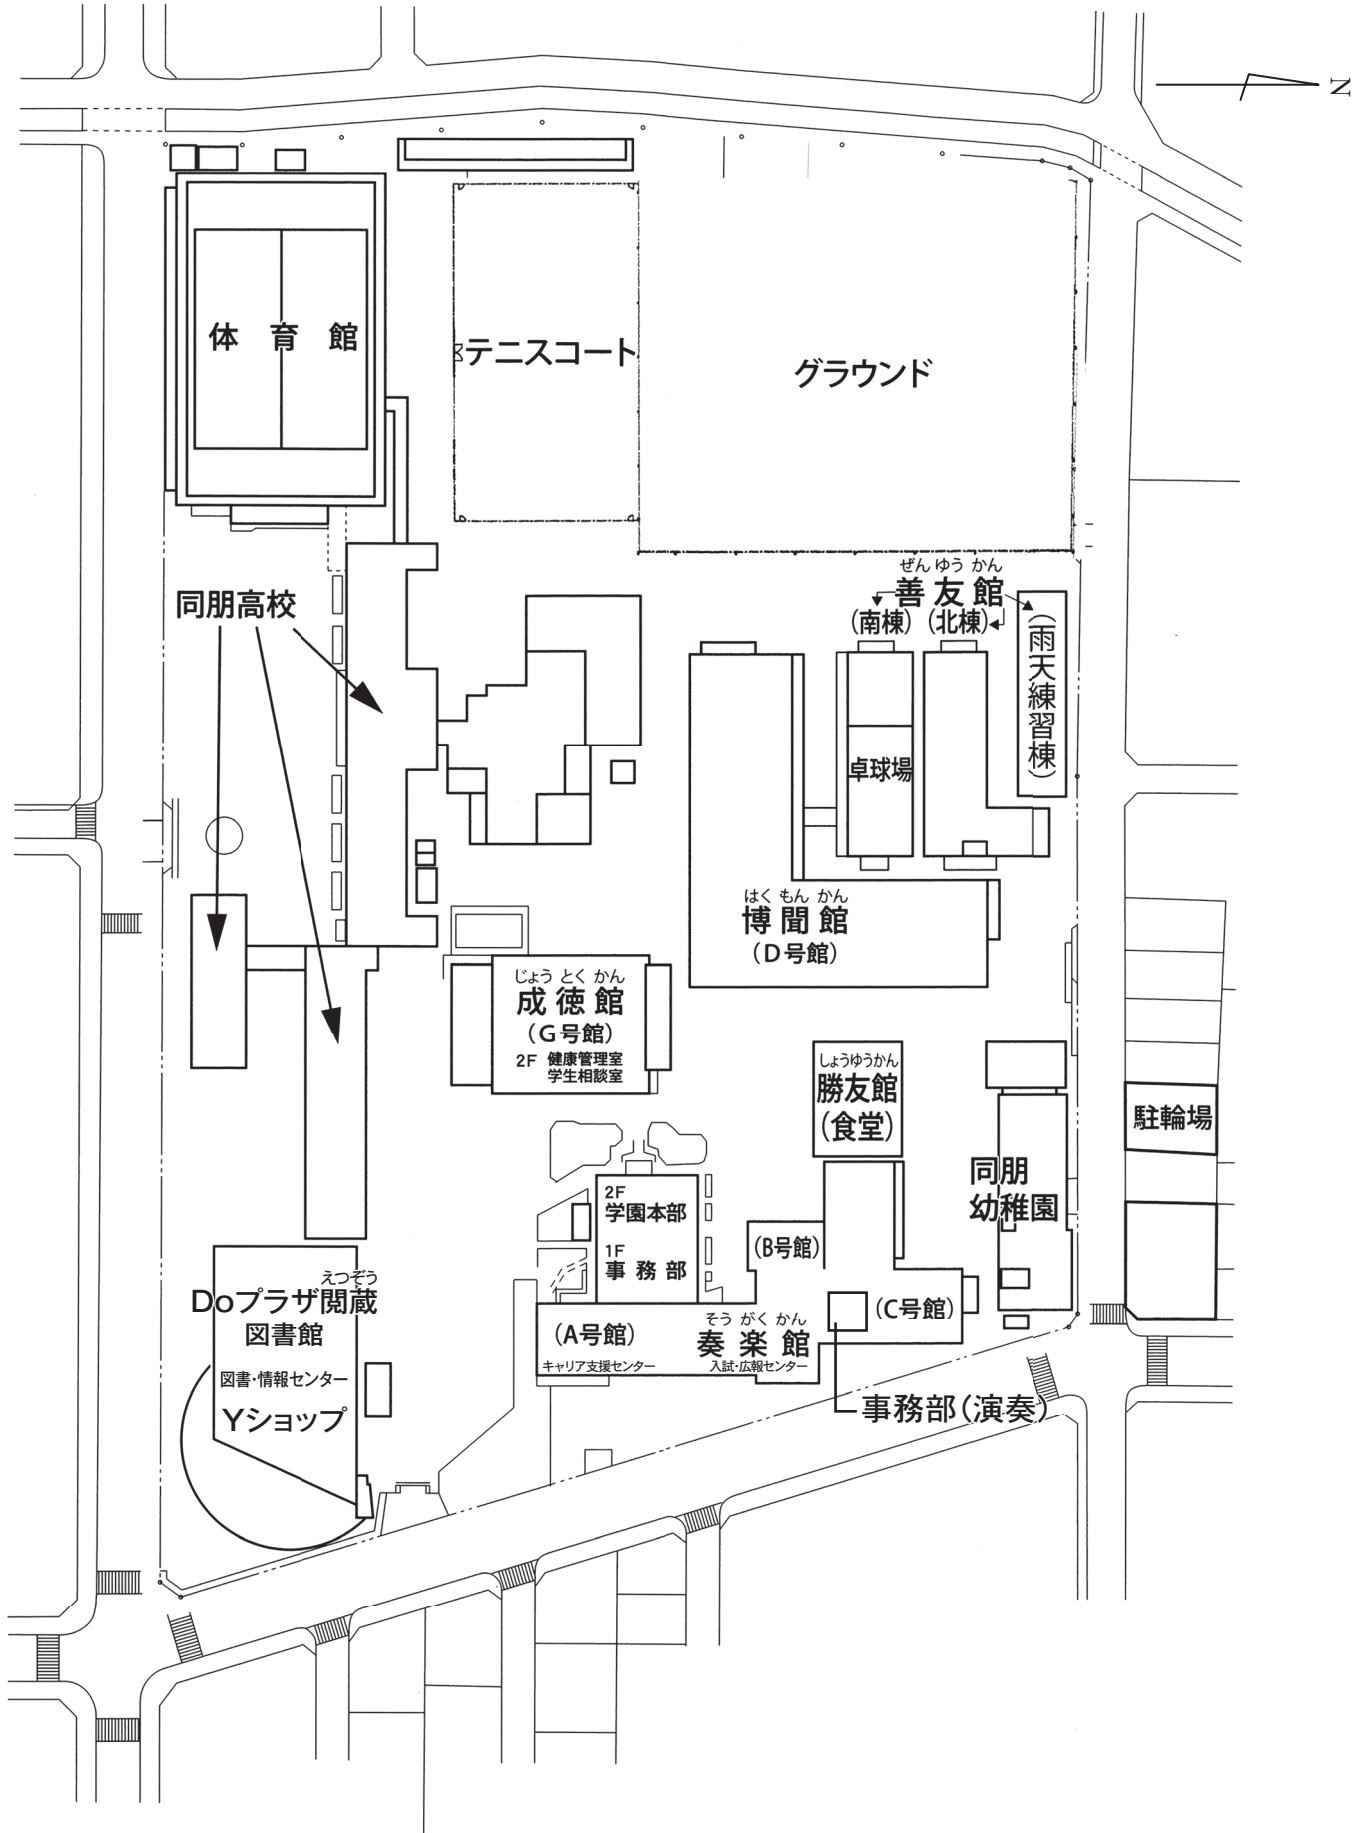 N
体育館
テニスコート
グラウンド
ぜんゆうかん
善友館
(南棟)
(北棟)
(雨天練習棟)
同朋高校
卓球場
はくもんかん
博聞館
(D号館)
じょうとくかん
成徳館
(G号館)
2F 健康管理室
学生相談室
しょうゆうかん
勝友館
(食堂)
駐輪場
同朋
幼稚園
2F
学園本部
1F
事務部
(B号館)
(C号館)
えつぞう
Doプラザ閲蔵
図書館
図書・情報センター
Yショップ
(A号館)
キャリア支援センター
そうがくかん
奏楽館
入試・広報センター
事務部(演奏)